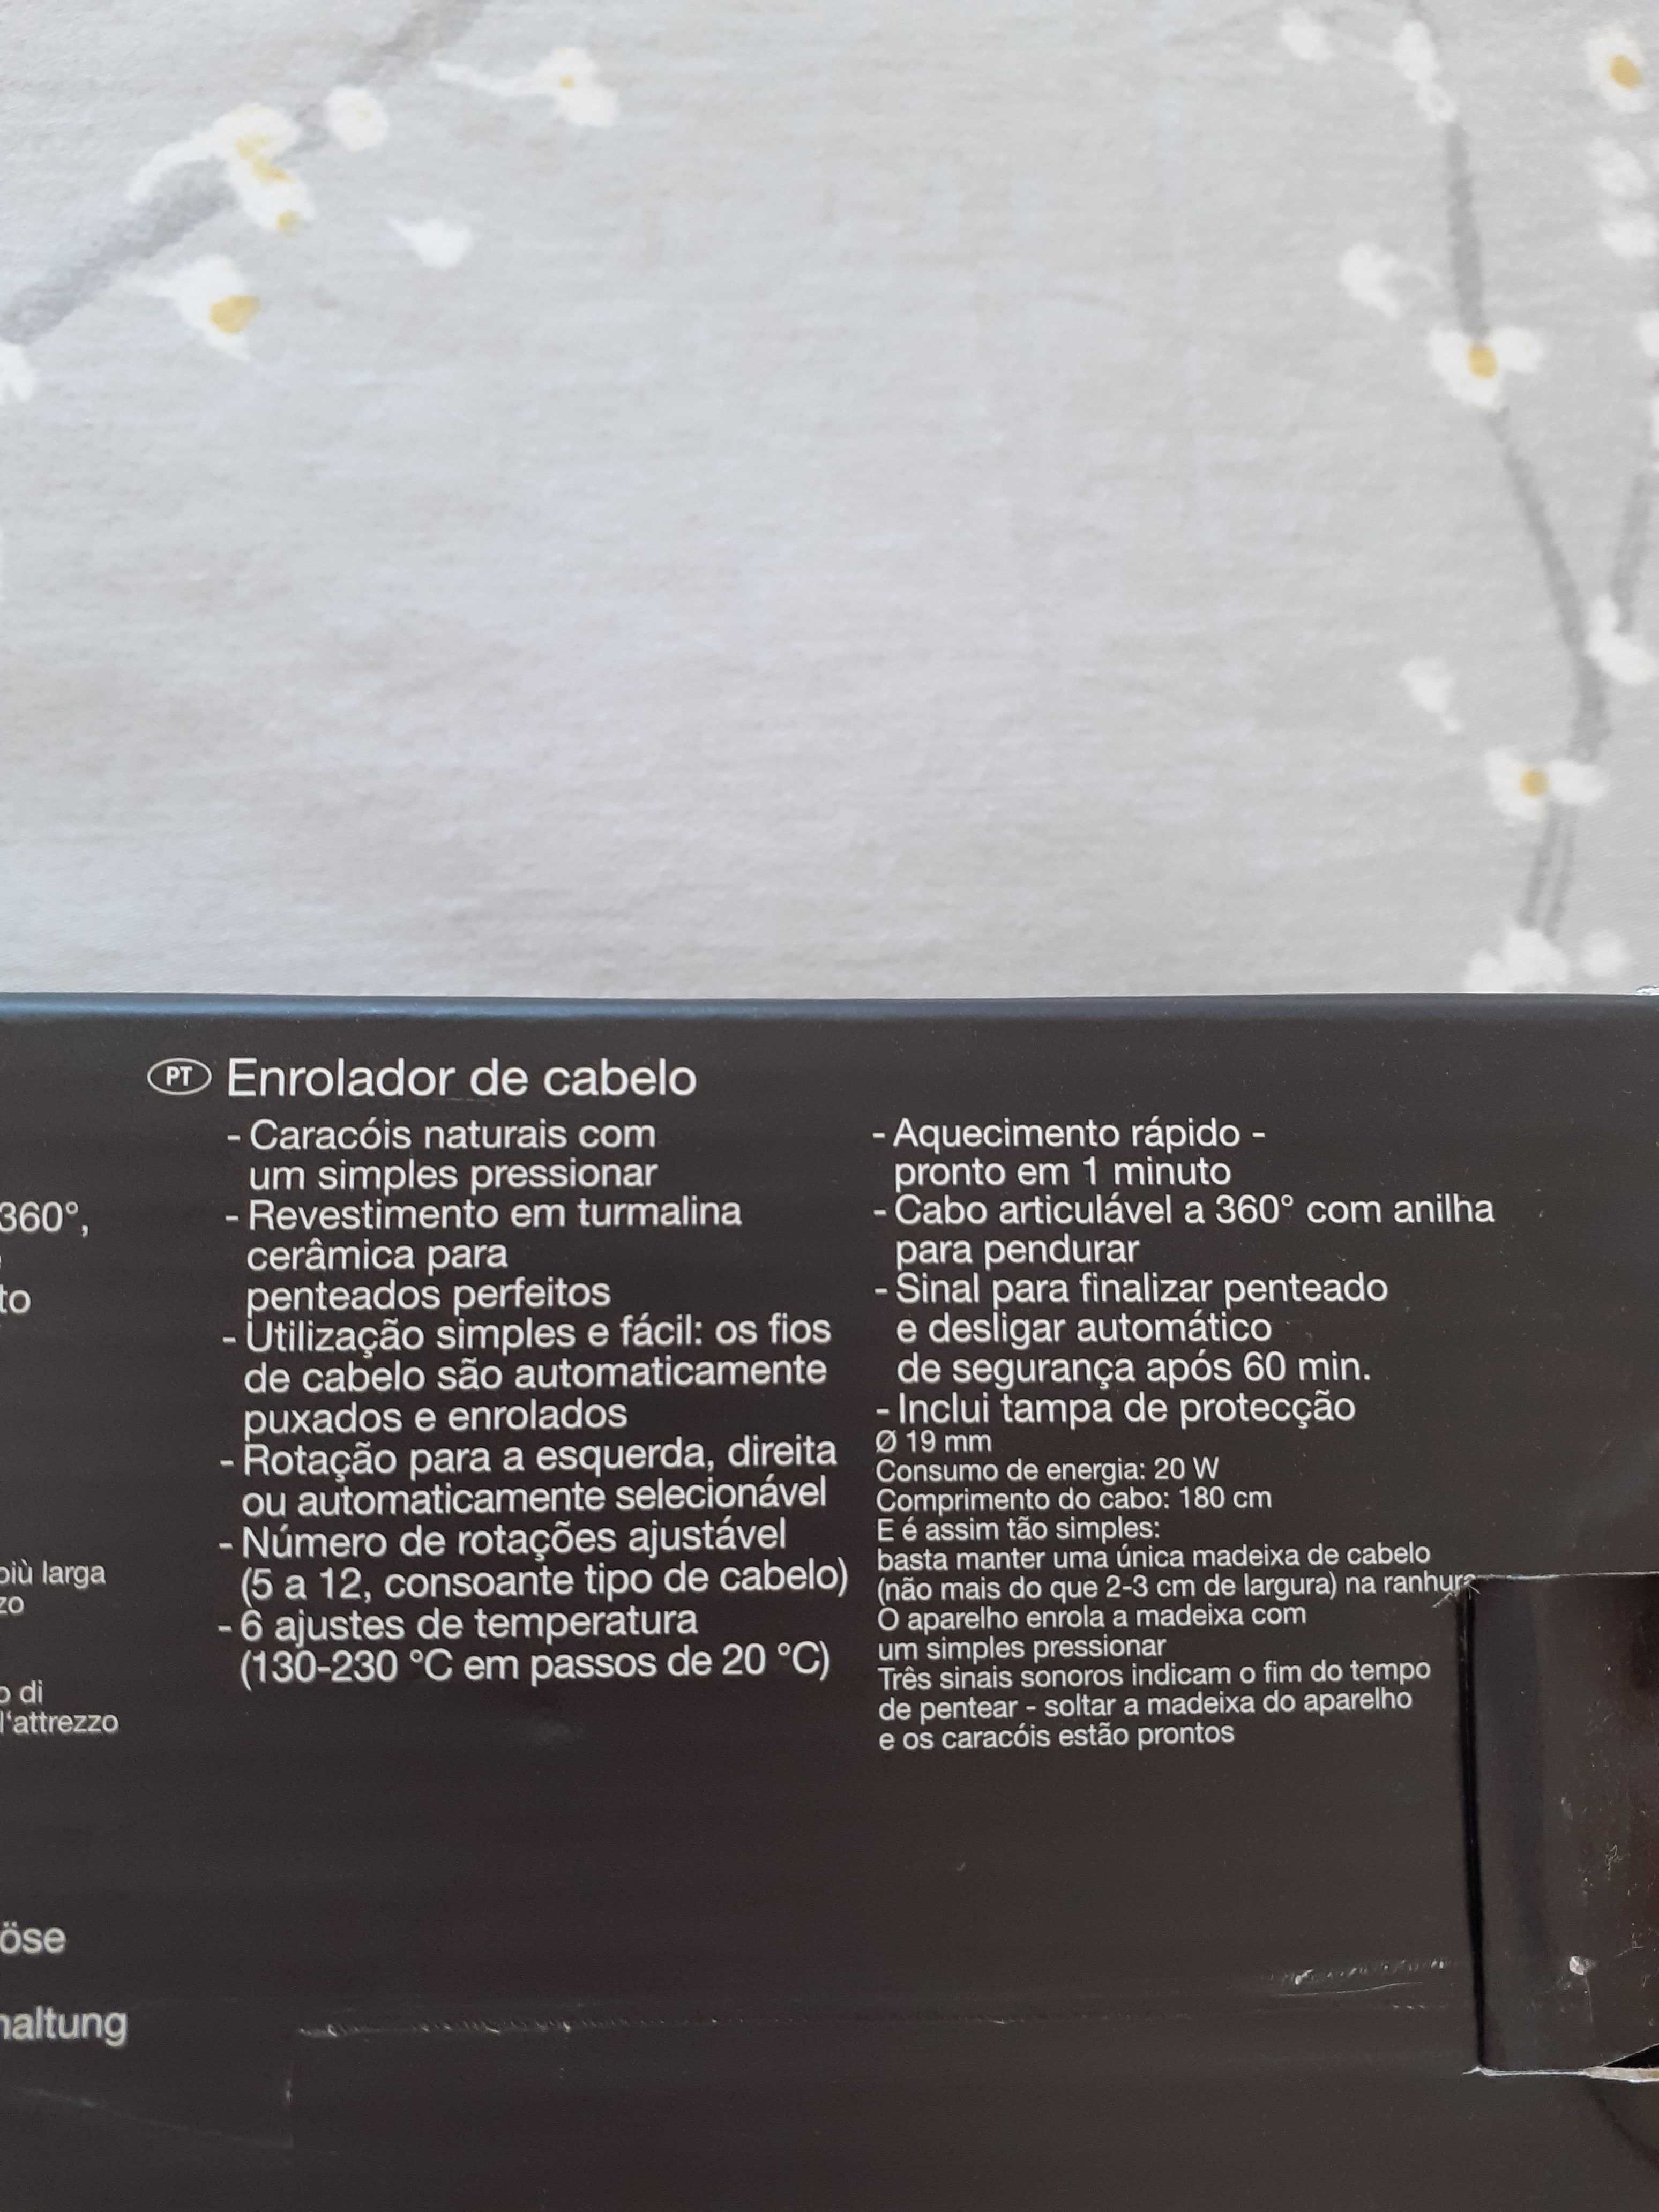 360°,
to
più larga
zo
o di
l'attrezzo
öse
haltung
PT Enrolador de cabelo
- Caracóis naturais com
um simples pressionar
- Revestimento em turmalina
cerâmica para
penteados perfeitos
- Utilização simples e fácil: os fios
de cabelo são automaticamente
puxados e enrolados
- Rotação para a esquerda, direita
ou automaticamente selecionável
- Número de rotações ajustável
(5 a 12, consoante tipo de cabelo)
- 6 ajustes de temperatura
(130-230 °C em passos de 20 °C)
- Aquecimento rápido -
pronto em 1 minuto
- Cabo articulável a 360° com anilha
para pendurar
- Sinal para finalizar penteado
e desligar automático
de segurança após 60 min.
- Inclui tampa de protecção
Ø 19 mm
Consumo de energia: 20 W
Comprimento do cabo: 180 cm
E é assim tão simples:
basta manter uma única madeixa de cabelo
(não mais do que 2-3 cm de largura) na ranhura
O aparelho enrola a madeixa com
um simples pressionar
Três sinais sonoros indicam o fim do tempo
de pentear - soltar a madeixa do aparelho
e os caracóis estão prontos